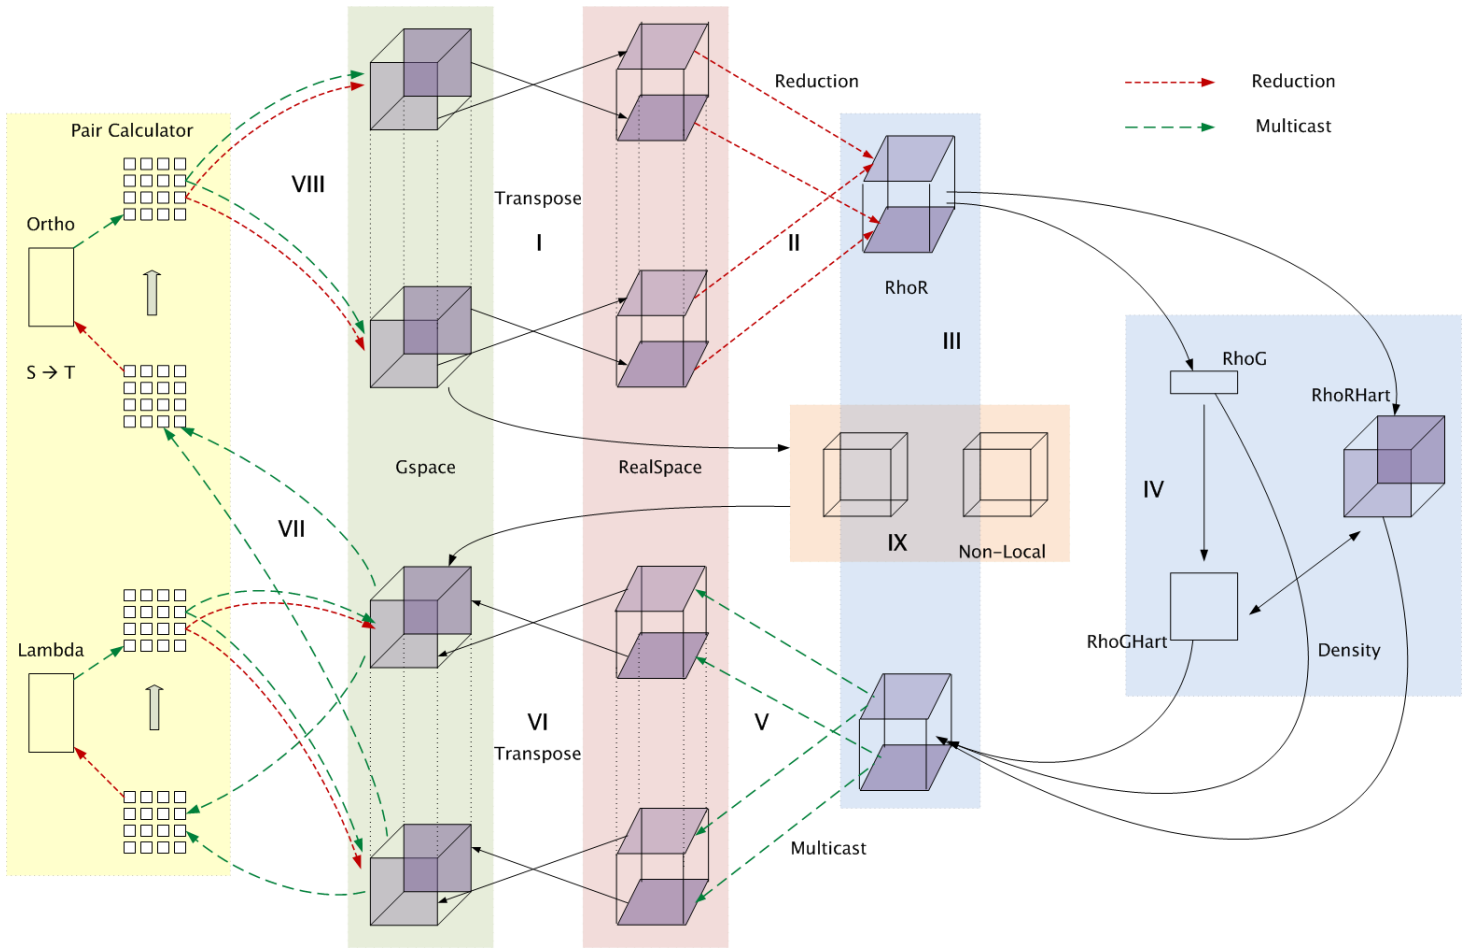 Reduction
Reduction
Multicast
Pair Calculator
VIII
Transpose
Ortho
I
II
RhoR
III
S → T
RhoG
RhoRHart
Gspace
RealSpace
IV
VII
IX
Non-Local
RhoGHart
Lambda
Density
VI
V
Transpose
Multicast